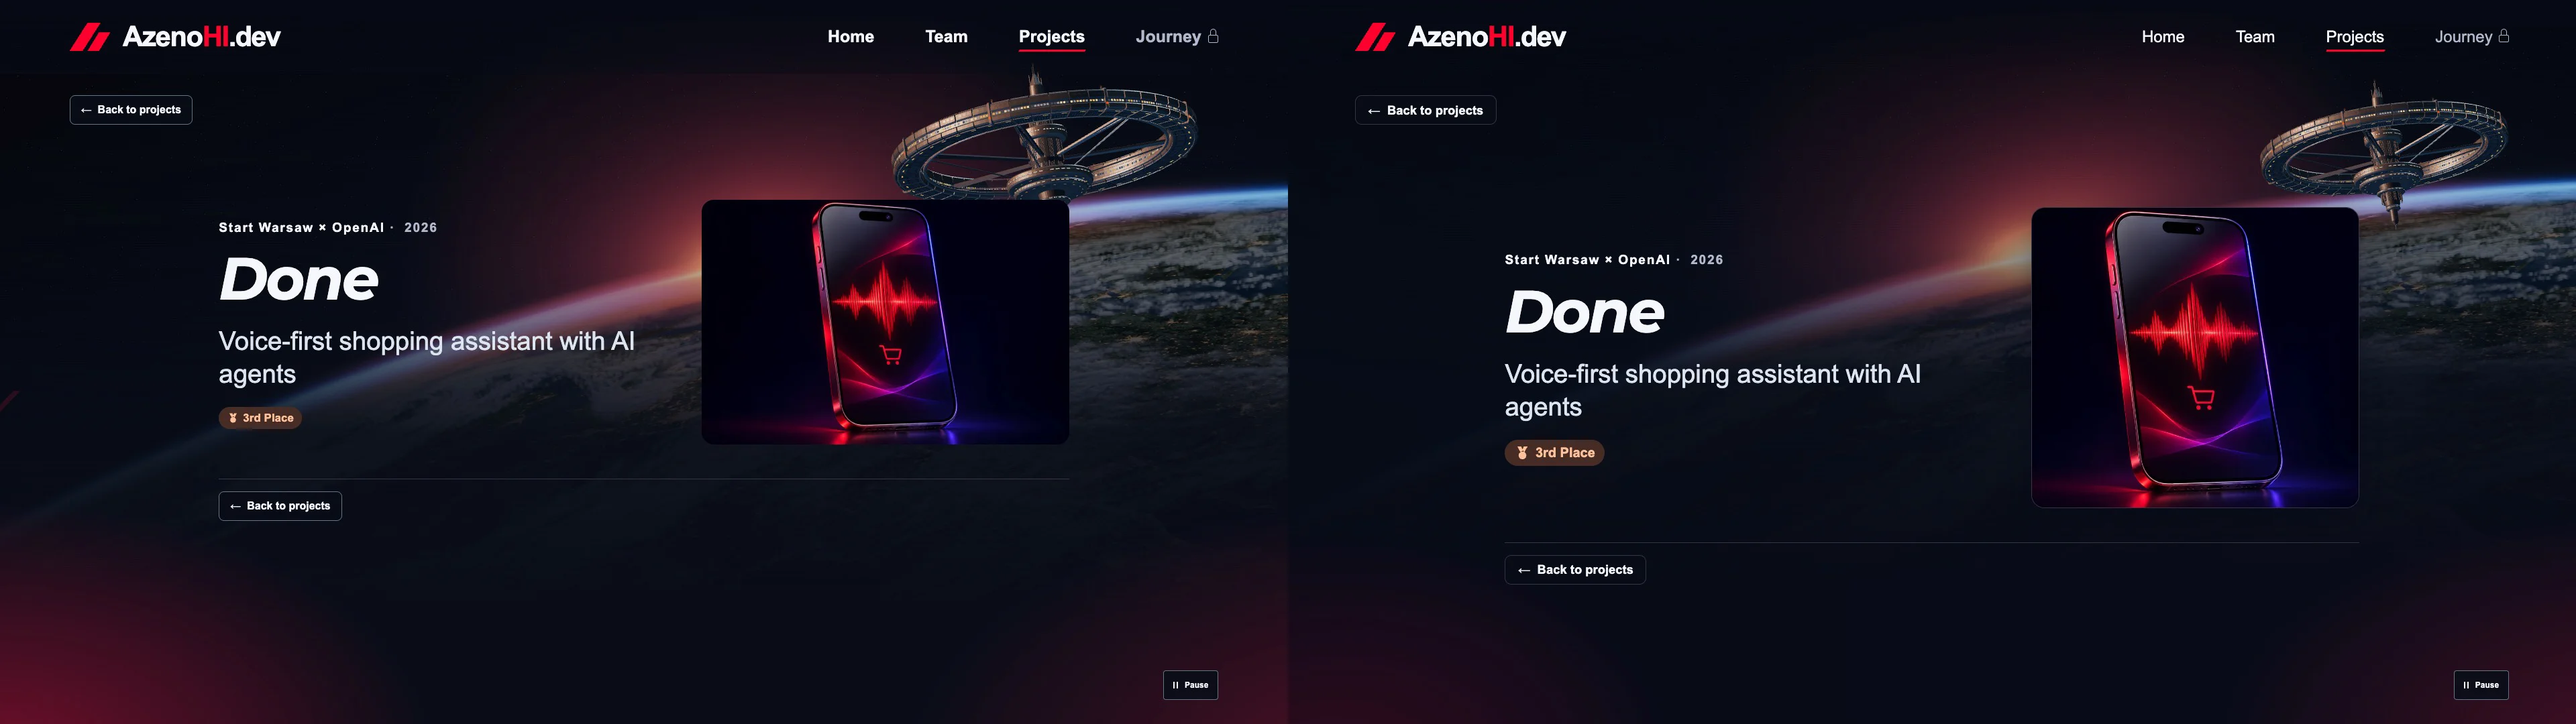 AzenoHI.dev
Home Team Projects Journey
← Back to projects
Start Warsaw × OpenAI · 2026
Done
Voice-first shopping assistant with AI
agents
3rd Place
← Back to projects
Pause
AzenoHI.dev
Home Team Projects Journey
← Back to projects
Start Warsaw × OpenAI · 2026
Done
Voice-first shopping assistant with AI
agents
3rd Place
← Back to projects
Pause